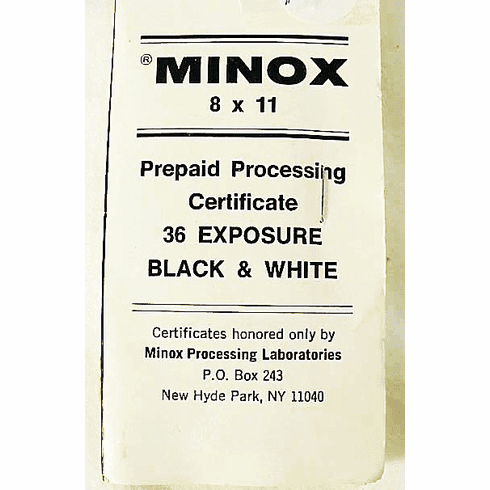 ® MINOX
8 x 11
Prepaid Processing
Certificate
36 EXPOSURE
BLACK & WHITE
Certificates honored only by
Minox Processing Laboratories
P.O. Box 243
New Hyde Park, NY 11040